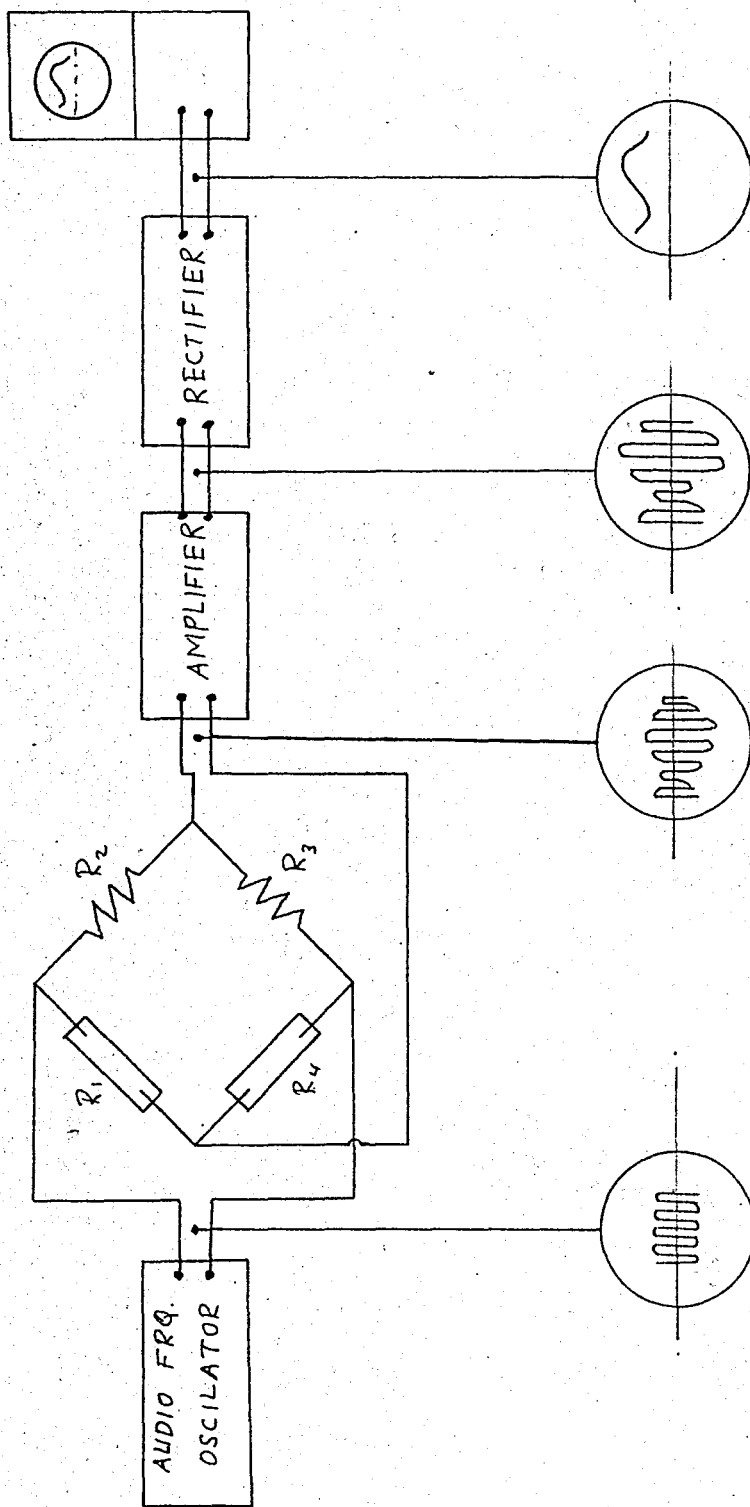 AUDIO FRQ.
OSCILATOR
R1
R2
R3
R4
AMPLIFIER
RECTIFIER